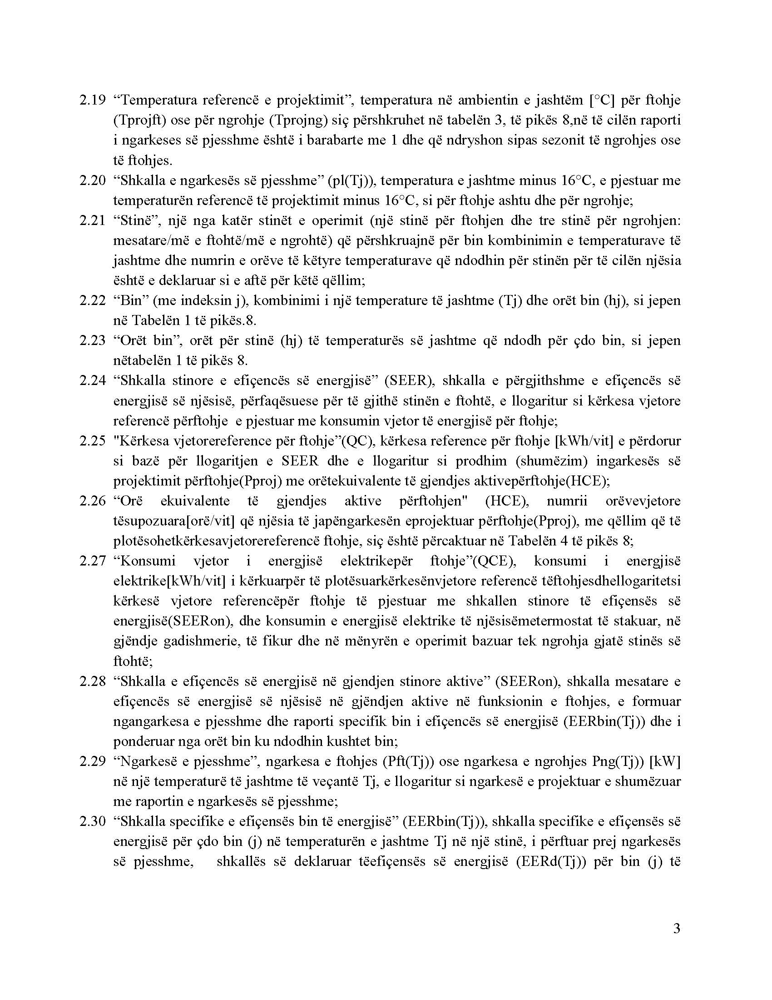 2.19 “Temperatura referencë e projektimit”, temperatura në ambientin e jashtëm [°C] për ftohje
(Tprojft) ose për ngrohje (Tprojng) siç përshkruhet në tabelën 3, të pikës 8,në të cilën raporti
i ngarkeses së pjesshme është i barabarte me 1 dhe që ndryshon sipas sezonit të ngrohjes ose
të ftohjes.
2.20 “Shkalla e ngarkesës së pjesshme” (pl(Tj)), temperatura e jashtme minus 16°C, e pjestuar me
temperaturën referencë të projektimit minus 16°C, si për ftohje ashtu dhe për ngrohje;
2.21 “Stinë”, një nga katër stinët e operimit (një stinë për ftohjen dhe tre stinë për ngrohjen:
mesatare/më e ftohtë/më e ngrohtë) që përshkruajnë për bin kombinimin e temperaturave të
jashtme dhe numrin e orëve të këtyre temperaturave që ndodhin për stinën për të cilën njësia
është e deklaruar si e aftë për këtë qëllim;
2.22 “Bin” (me indeksin j), kombinimi i një temperature të jashtme (Tj) dhe orët bin (hj), si jepen
në Tabelën 1 të pikës.8.
2.23 “Orët bin”, orët për stinë (hj) të temperaturës së jashtme që ndodh për çdo bin, si jepen
nëtabelën 1 të pikës 8.
2.24 “Shkalla stinore e efiçencës së energjisë” (SEER), shkalla e përgjithshme e efiçencës së
energjisë së njësisë, përfaqësuese për të gjithë stinën e ftohtë, e llogaritur si kërkesa vjetore
referencë përftohje e pjestuar me konsumin vjetor të energjisë për ftohje;
2.25 "Kërkesa vjetorereference për ftohje”(QC), kërkesa reference për ftohje [kWh/vit] e përdorur
si bazë për llogaritjen e SEER dhe e llogaritur si prodhim (shumëzim) ingarkesës së
projektimit përftohje(Pproj) me orëtekuivalente të gjendjes aktivepërftohje(HCE);
2.26 “Orë ekuivalente të gjendjes aktive përftohjen" (HCE), numrii orëvevjetore
tësupozuara[orë/vit] që njësia të japëngarkesën eprojektuar përftohje(Pproj), me qëllim që të
plotësohetkërkesavjetorereferencë ftohje, siç është përcaktuar në Tabelën 4 të pikës 8;
2.27 “Konsumi vjetor i energjisë elektrikepër ftohje”(QCE), konsumi i energjisë
elektrike[kWh/vit] i kërkuarpër të plotësuarkërkesënvjetore referencë tëftohjesdhellogaritetsi
kërkesë vjetore referencëpër ftohje të pjestuar me shkallen stinore të efiçensës së
energjisë(SEERon), dhe konsumin e energjisë elektrike të njësisëmetermostat të stakuar, në
gjëndje gadishmerie, të fikur dhe në mënyrën e operimit bazuar tek ngrohja gjatë stinës së
ftohtë;
2.28 “Shkalla e efiçencës së energjisë në gjendjen stinore aktive” (SEERon), shkalla mesatare e
efiçencës së energjisë së njësisë në gjëndjen aktive në funksionin e ftohjes, e formuar
ngangarkesa e pjesshme dhe raporti specifik bin i efiçencës së energjisë (EERbin(Tj)) dhe i
ponderuar nga orët bin ku ndodhin kushtet bin;
2.29 “Ngarkesë e pjesshme”, ngarkesa e ftohjes (Pft(Tj)) ose ngarkesa e ngrohjes Png(Tj)) [kW]
në një temperaturë të jashtme të veçantë Tj, e llogaritur si ngarkesë e projektuar e shumëzuar
me raportin e ngarkesës së pjesshme;
2.30 “Shkalla specifike e efiçensës bin të energjisë” (EERbin(Tj)), shkalla specifike e efiçensës së
energjisë për çdo bin (j) në temperaturën e jashtme Tj në një stinë, i përftuar prej ngarkesës
së pjesshme, shkallës së deklaruar tëefiçensës së energjisë (EERd(Tj)) për bin (j) të
3